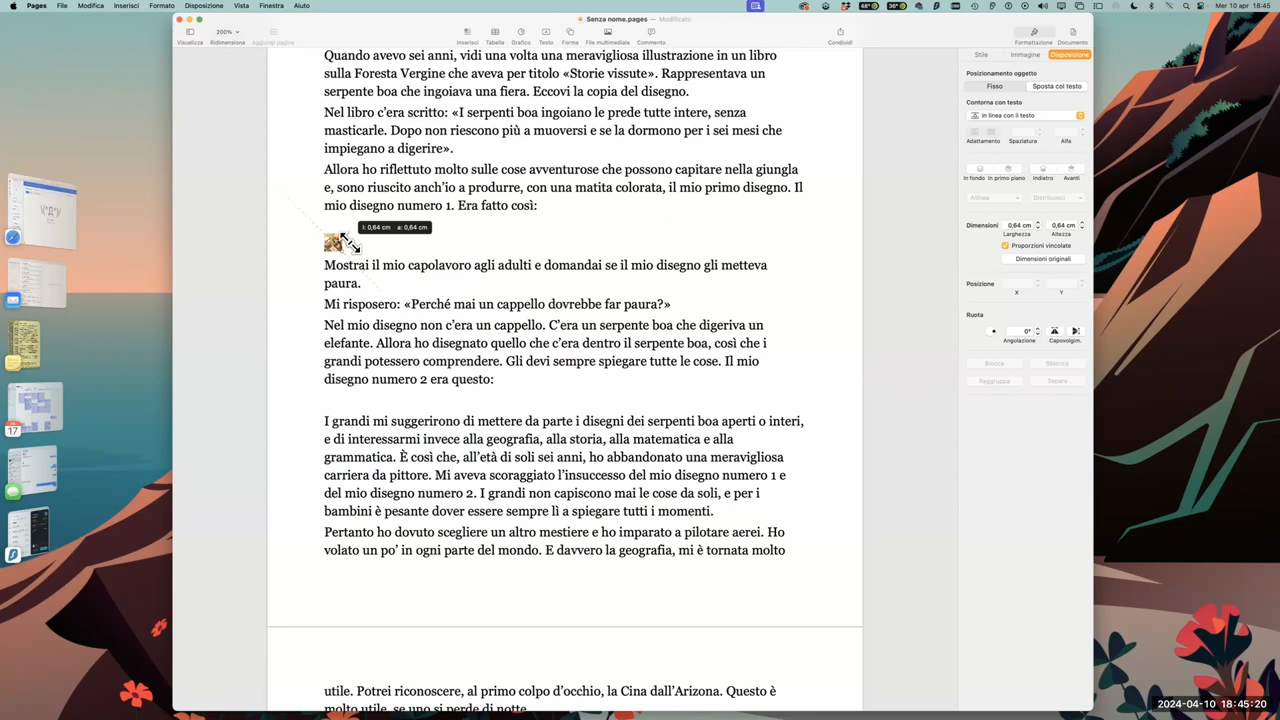 Pages File Modifica Inserisci Formato Disposizione Vista Finestra Aiuto
48° 36° Mer 10 apr 18:45
Senza nome.pages — Modificato
200%
Visualizza Ridimensiona Aggiungi pagina Inserisci Tabella Grafico Testo Forma File multimediale Commento Condividi Formattazione Documento
Quando avevo sei anni, vidi una volta una meravigliosa illustrazione in un libro
sulla Foresta Vergine che aveva per titolo «Storie vissute». Rappresentava un
serpente boa che ingoiava una fiera. Eccovi la copia del disegno.
Nel libro c'era scritto: «I serpenti boa ingoiano le prede tutte intere, senza
masticarle. Dopo non riescono più a muoversi e se la dormono per i sei mesi che
impiegano a digerire».
Allora ho riflettuto molto sulle cose avventurose che possono capitare nella giungla
e, sono riuscito anch'io a produrre, con una matita colorata, il mio primo disegno. Il
mio disegno numero 1. Era fatto così:
l: 0,64 cm a: 0,64 cm
Mostrai il mio capolavoro agli adulti e domandai se il mio disegno gli metteva
paura.
Mi risposero: «Perché mai un cappello dovrebbe far paura?»
Nel mio disegno non c'era un cappello. C'era un serpente boa che digeriva un
elefante. Allora ho disegnato quello che c'era dentro il serpente boa, così che i
grandi potessero comprendere. Gli devi sempre spiegare tutte le cose. Il mio
disegno numero 2 era questo:
I grandi mi suggerirono di mettere da parte i disegni dei serpenti boa aperti o interi,
e di interessarmi invece alla geografia, alla storia, alla matematica e alla
grammatica. È così che, all'età di soli sei anni, ho abbandonato una meravigliosa
carriera da pittore. Mi aveva scoraggiato l'insuccesso del mio disegno numero 1 e
del mio disegno numero 2. I grandi non capiscono mai le cose da soli, e per i
bambini è pesante dover essere sempre lì a spiegare tutti i momenti.
Pertanto ho dovuto scegliere un altro mestiere e ho imparato a pilotare aerei. Ho
volato un po' in ogni parte del mondo. E davvero la geografia, mi è tornata molto
utile. Potrei riconoscere, al primo colpo d'occhio, la Cina dall'Arizona. Questo è
molto utile, se uno si perde di notte.
Stile Immagine Disposizione
Posizionamento oggetto
Fisso Sposta col testo
Contorna con testo
In linea con il testo
Adattamento Spaziatura Alfa
In fondo In primo piano Indietro Avanti
Allinea Distribuisci
Dimensioni 0,64 cm 0,64 cm
Larghezza Altezza
Proporzioni vincolate
Dimensioni originali
Posizione
X Y
Ruota
0°
Angolazione Capovolgim.
Blocca Sblocca
Raggruppa Separa
17
2024-04-10 18:45:20